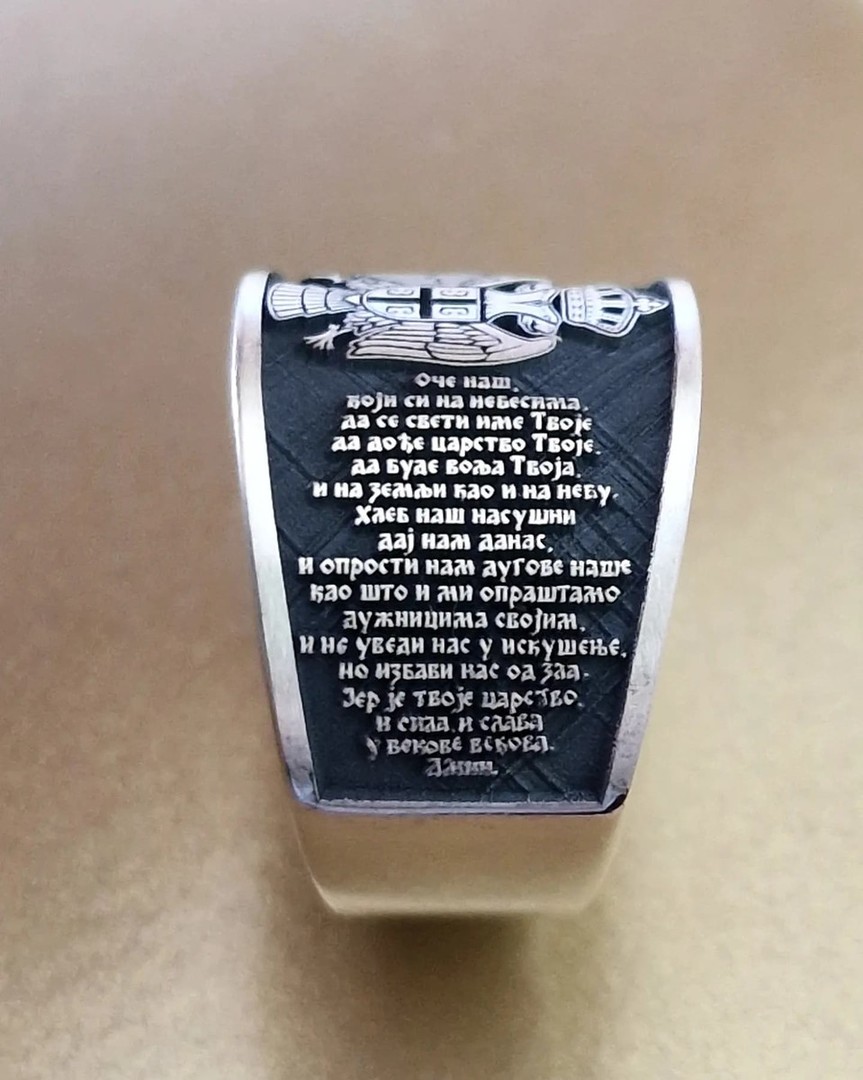 Оче наш,
који си на небесима,
да се свети име Твоје
да дође царство Твоје,
да буде воља Твоја,
и на земљи као и на небу.
Хлеб наш насушни
дај нам данас,
и опрости нам дугове наше
као што и ми опраштамо
дужницима својим,
и не уведи нас у искушење,
но избави нас од зла.
Јер је твоје царство,
и сила, и слава
у векове векова.
Амин.